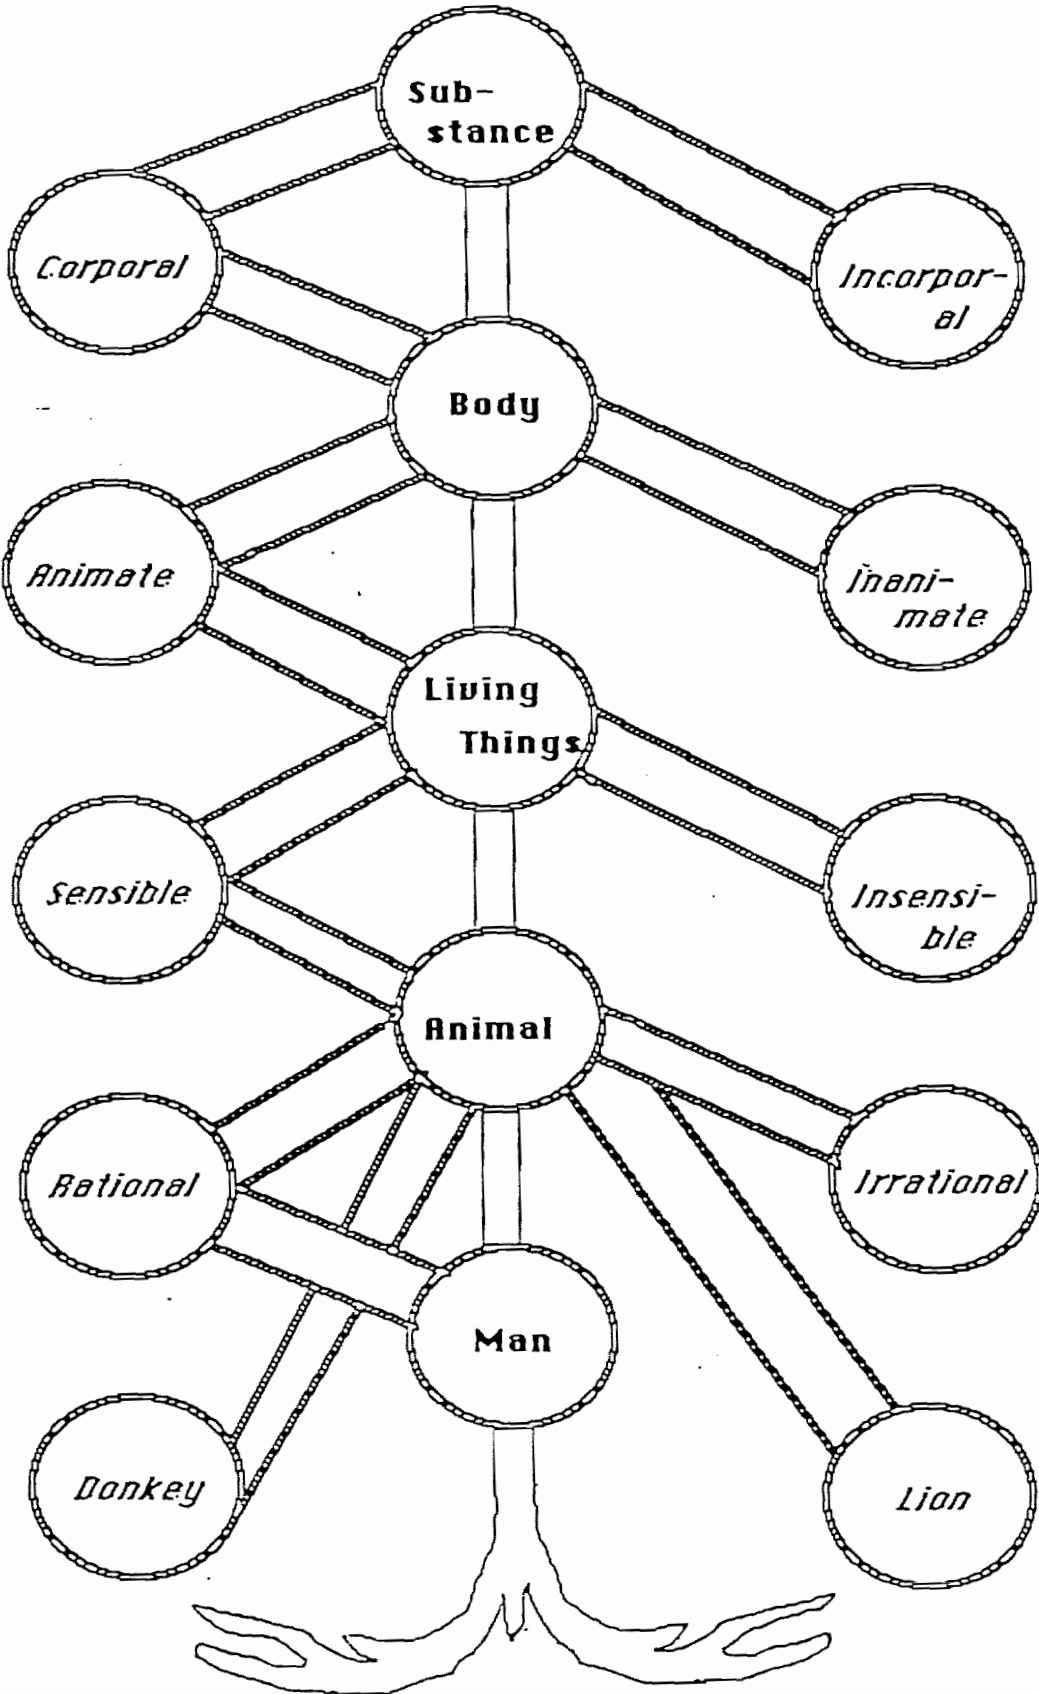 Sub-
stance
Corporal
Incorpor-
al
Body
Animate
Inani-
mate
Living
Things
Sensible
Insensi-
ble
Animal
Rational
Irrational
Man
Donkey
Lion